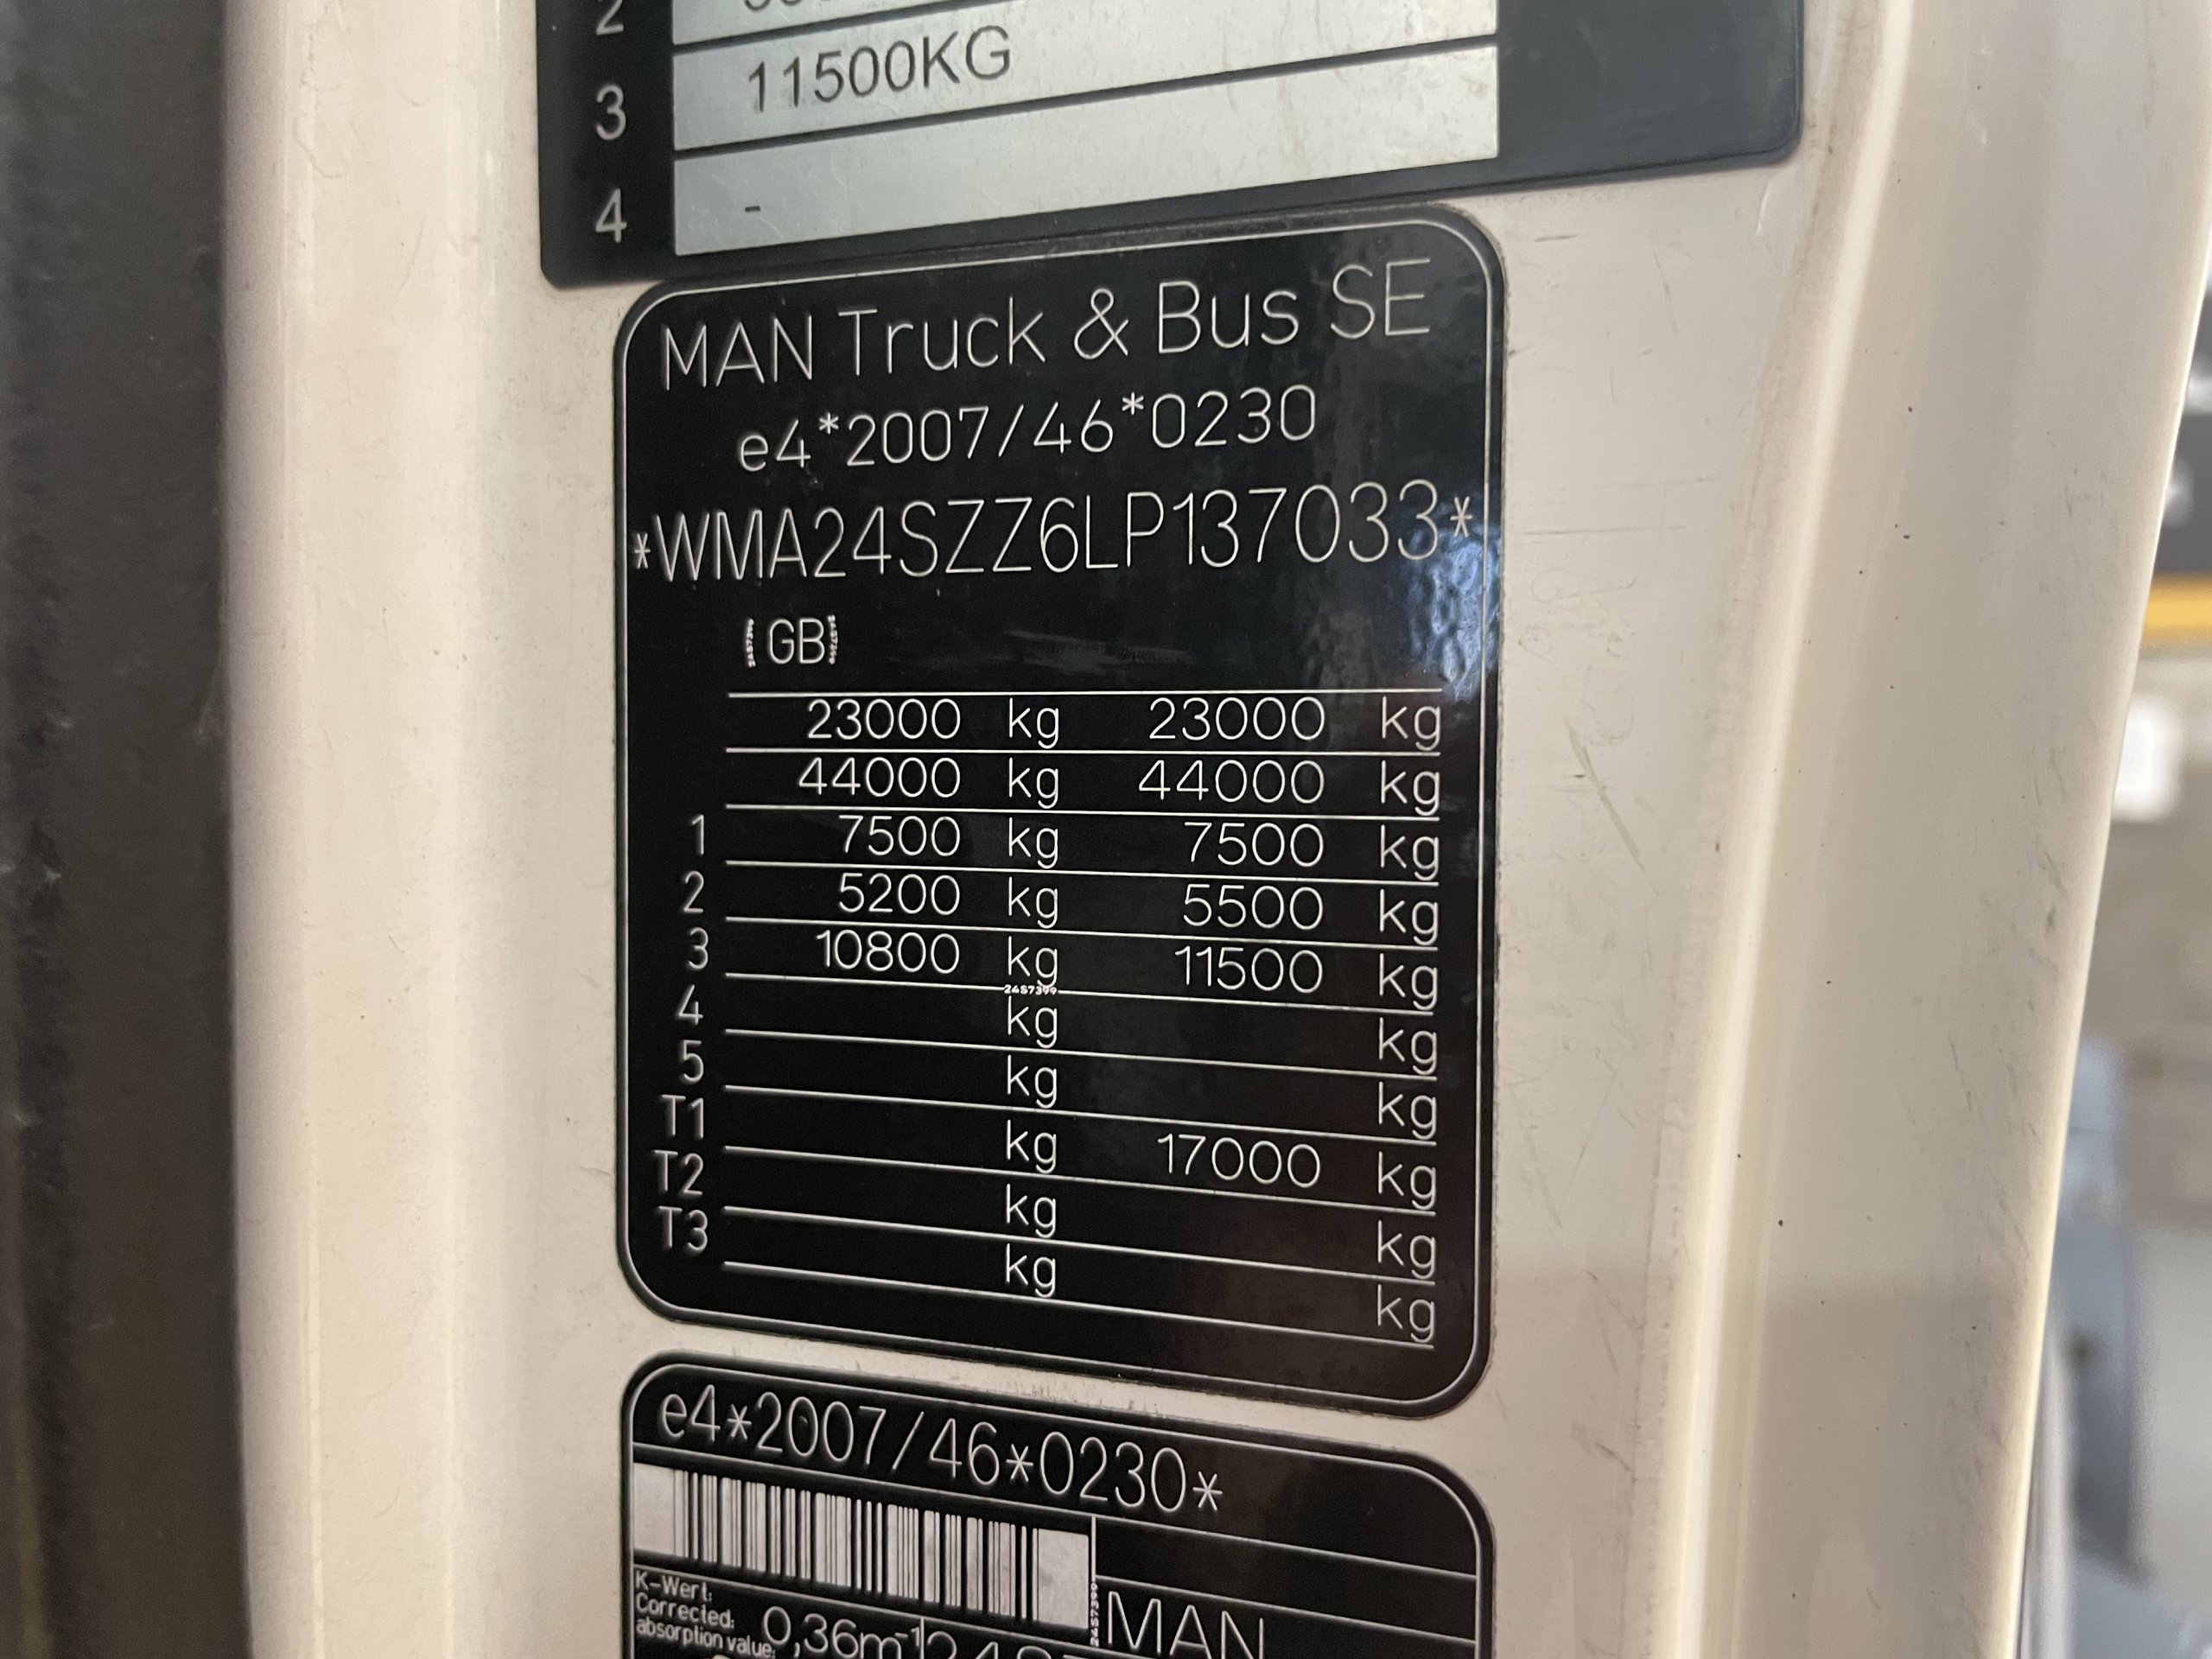 2
3 11500KG
4 -
MAN Truck & Bus SE
e4*2007/46*0230
*WMA24SZZ6LP137033*
GB
23000 kg 23000 kg
44000 kg 44000 kg
1 7500 kg 7500 kg
2 5200 kg 5500 kg
3 10800 kg 11500 kg
2457399
4 kg kg
5 kg kg
T1 kg 17000 kg
T2 kg kg
T3 kg kg
e4*2007/46*0230*
K-Wert:
Corrected:
absorption value: 0,36m-1
2457399
MAN